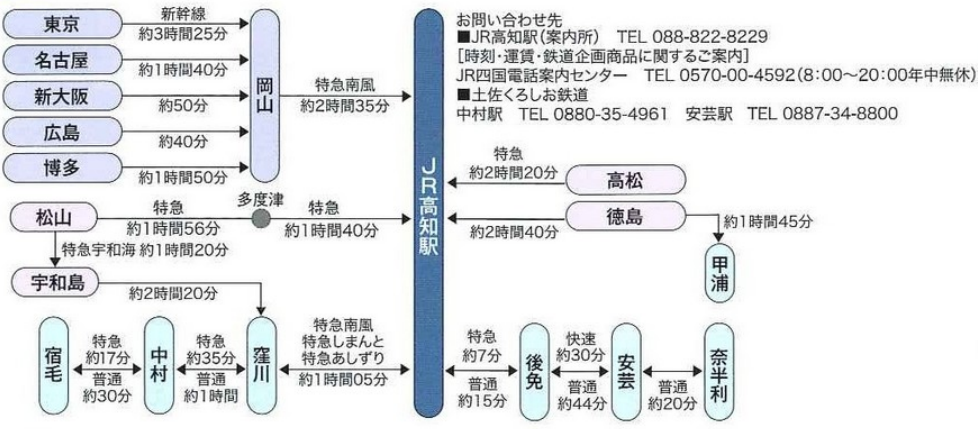 東京
新幹線
約3時間25分
名古屋
約1時間40分
新大阪
約50分
広島
約40分
博多
約1時間50分
岡山
特急南風
約2時間35分
JR高知駅
お問い合わせ先
■JR高知駅(案内所) TEL 088-822-8229
[時刻・運賃・鉄道企画商品に関するご案内]
JR四国電話案内センター TEL 0570-00-4592(8:00〜20:00年中無休)
■土佐くろしお鉄道
中村駅 TEL 0880-35-4961 安芸駅 TEL 0887-34-8800
特急
約2時間20分
高松
約2時間40分
徳島
約1時間45分
甲浦
松山
特急
約1時間56分
多度津
特急
約1時間40分
特急宇和海 約1時間20分
宇和島
約2時間20分
宿毛
特急
約17分
普通
約30分
中村
特急
約35分
普通
約1時間
窪川
特急南風
特急しまんと
特急あしずり
約1時間05分
特急
約7分
普通
約15分
後免
快速
約30分
普通
約44分
安芸
普通
約20分
奈半利